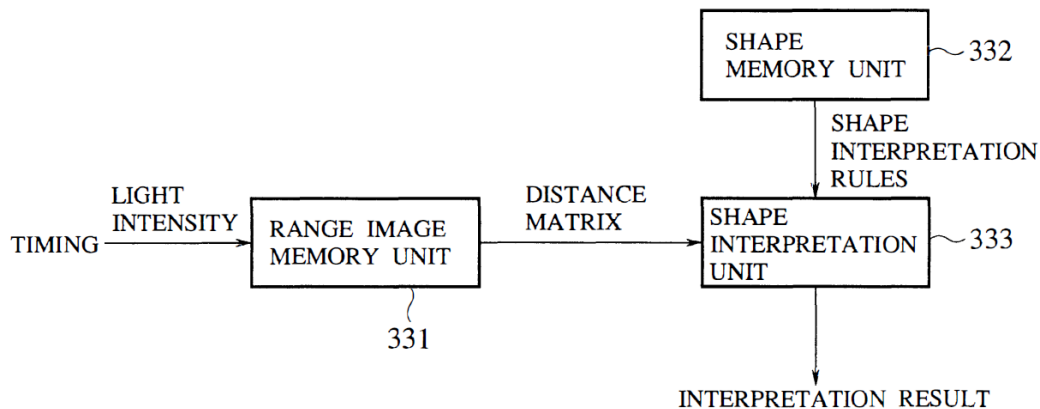 SHAPE
MEMORY UNIT
332
SHAPE
INTERPRETATION
RULES
LIGHT
INTENSITY
TIMING
RANGE IMAGE
MEMORY UNIT
331
DISTANCE
MATRIX
SHAPE
INTERPRETATION
UNIT
333
INTERPRETATION RESULT